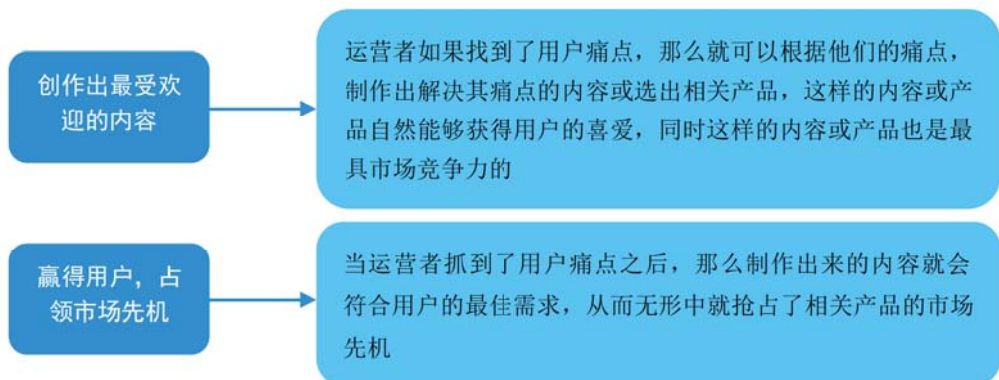 创作出最受欢
迎的内容
运营者如果找到了用户痛点，那么就可以根据他们的痛点，
制作出解决其痛点的内容或选出相关产品，这样的内容或产
品自然能够获得用户的喜爱，同时这样的内容或产品也是最
具市场竞争力的
赢得用户，占
领市场先机
当运营者抓到了用户痛点之后，那么制作出来的内容就会
符合用户的最佳需求，从而无形中就抢占了相关产品的市场
先机